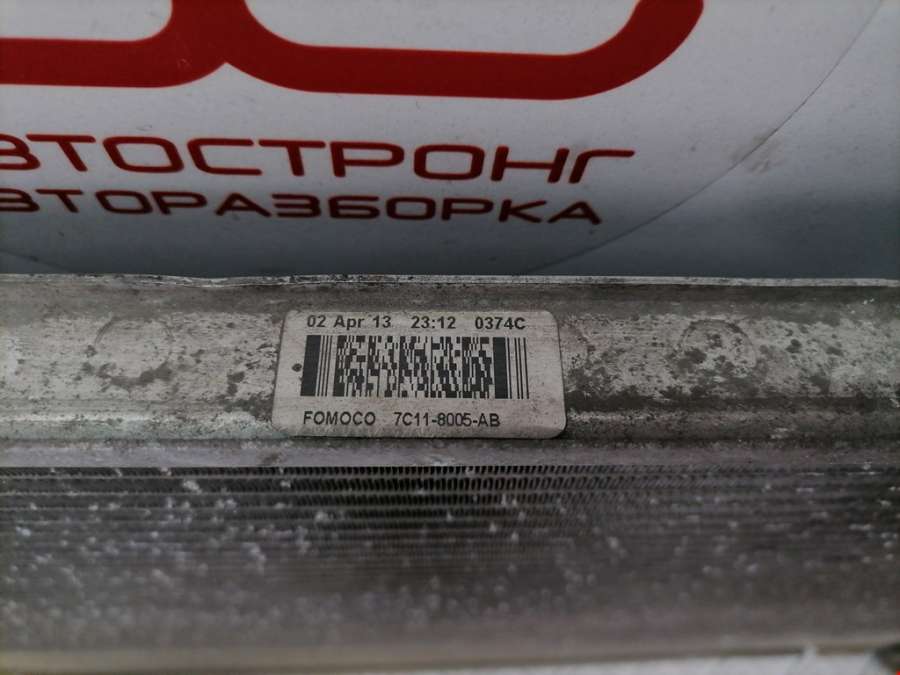 АВТОСТРОНГ
АВТОРАЗБОРКА
02 Apr 13 23:12 0374C
FOMOCO 7C11-8005-AB